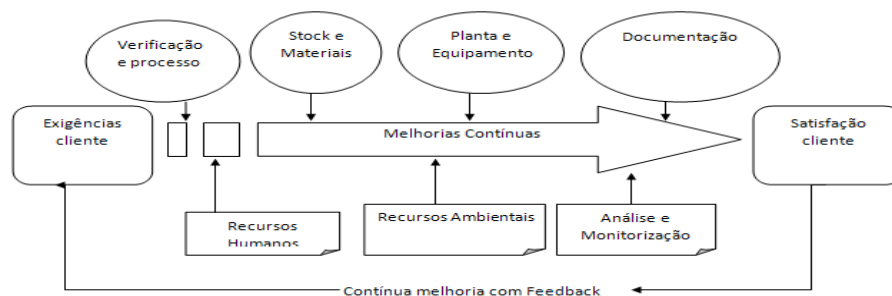 Verificação
e processo
Stock e
Materiais
Planta e
Equipamento
Documentação
Exigências
cliente
Melhorias Contínuas
Satisfação
cliente
Recursos
Humanos
Recursos Ambientais
Análise e
Monitorização
Contínua melhoria com Feedback